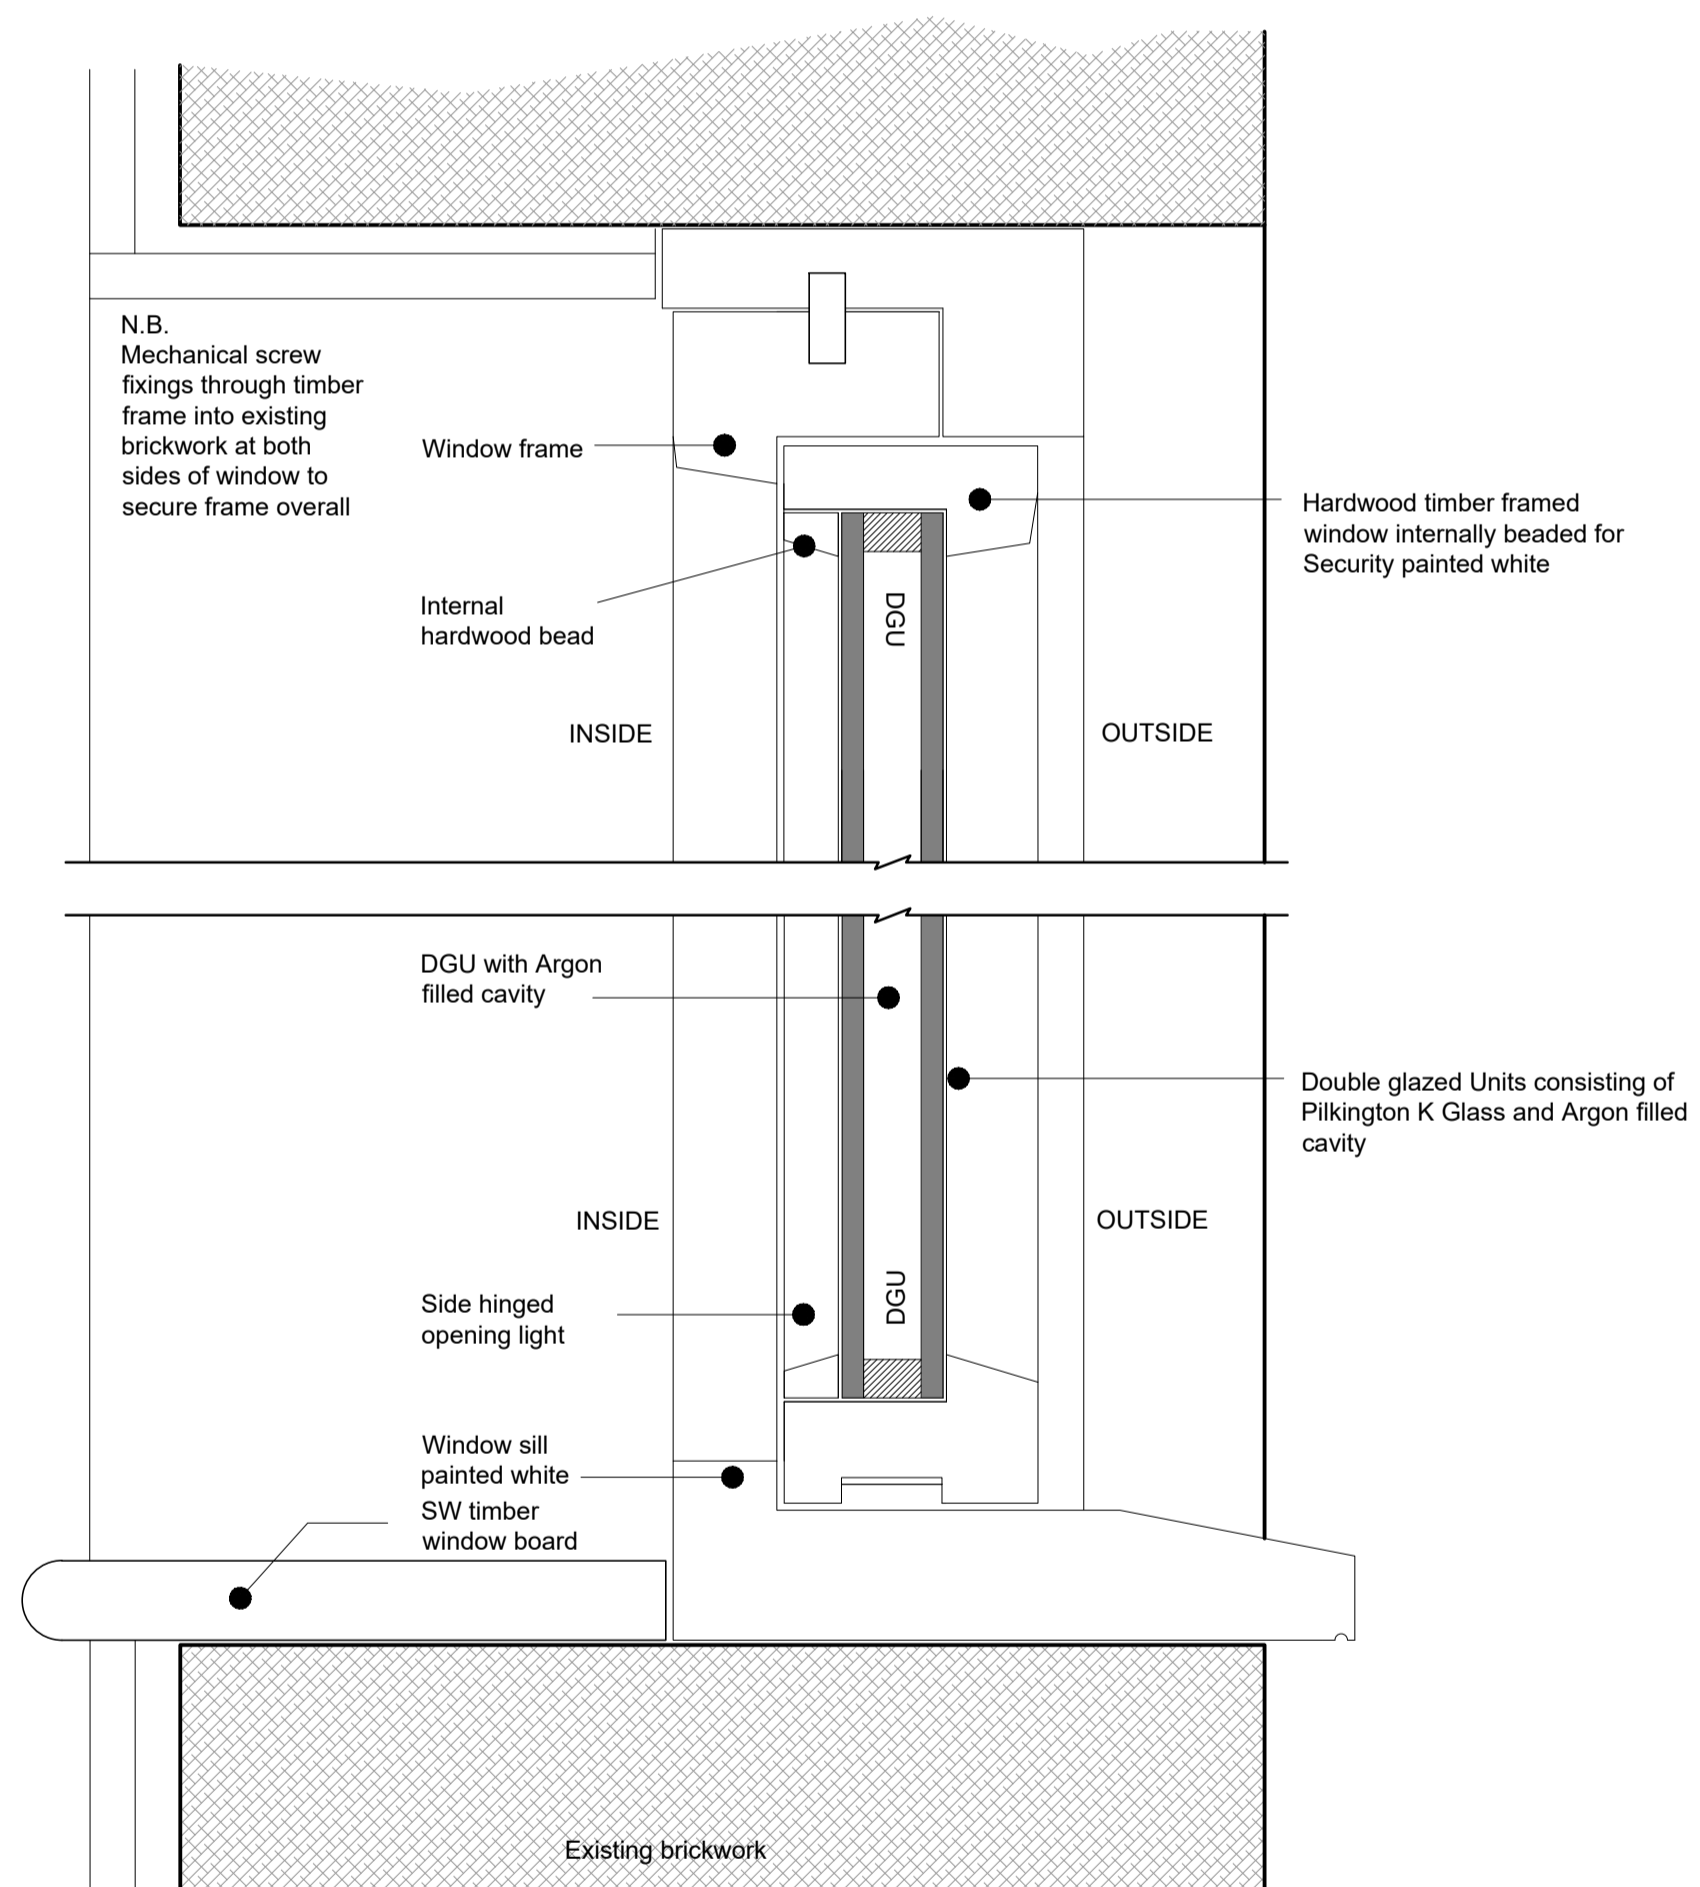 N.B.
Mechanical screw
fixings through timber
frame into existing
brickwork at both
sides of window to
secure frame overall
Window frame
Hardwood timber framed
window internally beaded for
Security painted white
Internal
hardwood bead
DGU
INSIDE
OUTSIDE
DGU with Argon
filled cavity
Double glazed Units consisting of
Pilkington K Glass and Argon filled
cavity
INSIDE
OUTSIDE
DGU
Side hinged
opening light
Window sill
painted white
SW timber
window board
Existing brickwork